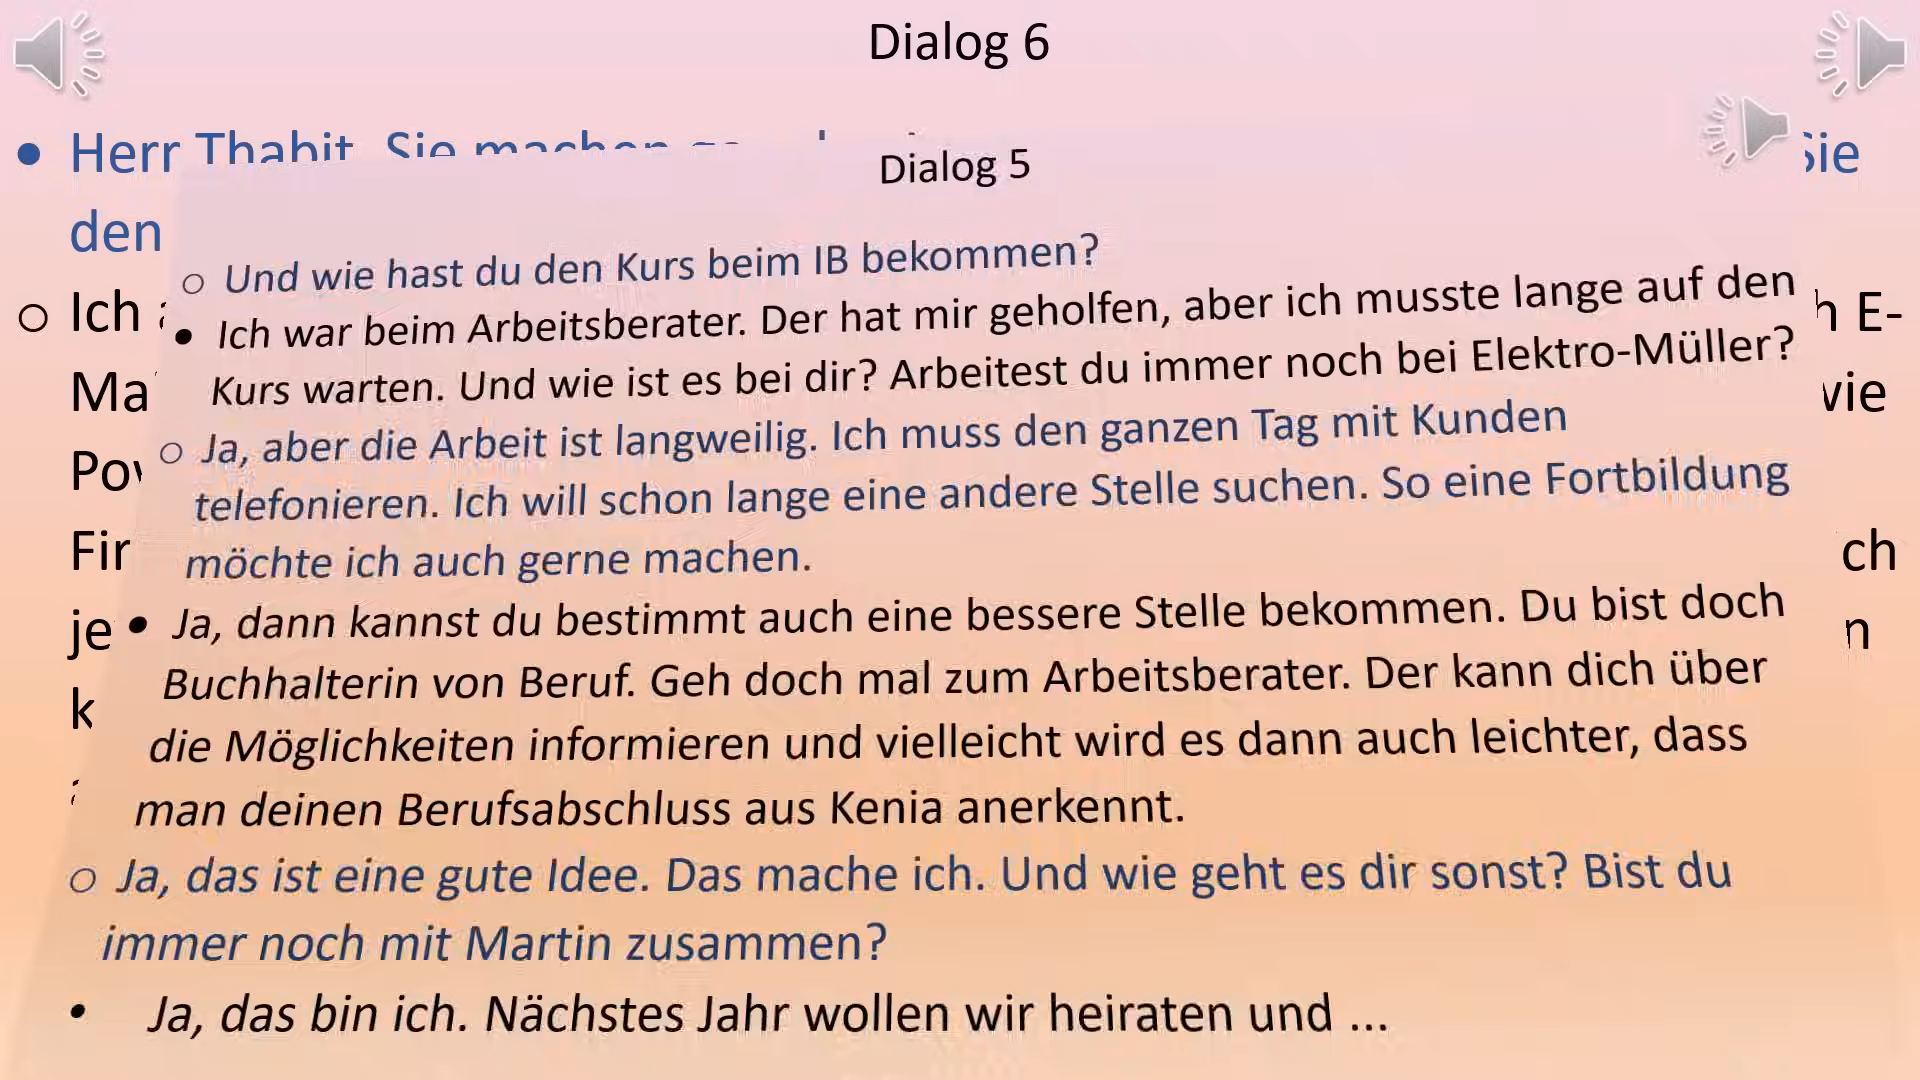 Dialog 6
Herr Thabit, Sie machen Sie
den
Ich
Dialog 5
○ Und wie hast du den Kurs beim IB bekommen?
• Ich war beim Arbeitsberater. Der hat mir geholfen, aber ich musste lange auf den
Kurs warten. Und wie ist es bei dir? Arbeitest du immer noch bei Elektro-Müller?
○ Ja, aber die Arbeit ist langweilig. Ich muss den ganzen Tag mit Kunden
telefonieren. Ich will schon lange eine andere Stelle suchen. So eine Fortbildung
möchte ich auch gerne machen.
• Ja, dann kannst du bestimmt auch eine bessere Stelle bekommen. Du bist doch
Buchhalterin von Beruf. Geh doch mal zum Arbeitsberater. Der kann dich über
die Möglichkeiten informieren und vielleicht wird es dann auch leichter, dass
man deinen Berufsabschluss aus Kenia anerkennt.
○ Ja, das ist eine gute Idee. Das mache ich. Und wie geht es dir sonst? Bist du
immer noch mit Martin zusammen?
• Ja, das bin ich. Nächstes Jahr wollen wir heiraten und ...